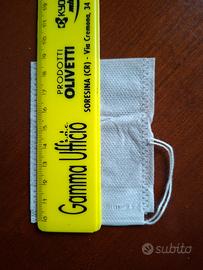 PRODOTTI
OLIVETTI
SORESINA (CR) - Via Cremona, 34
Gamma Ufficio
s.n.c.
subito